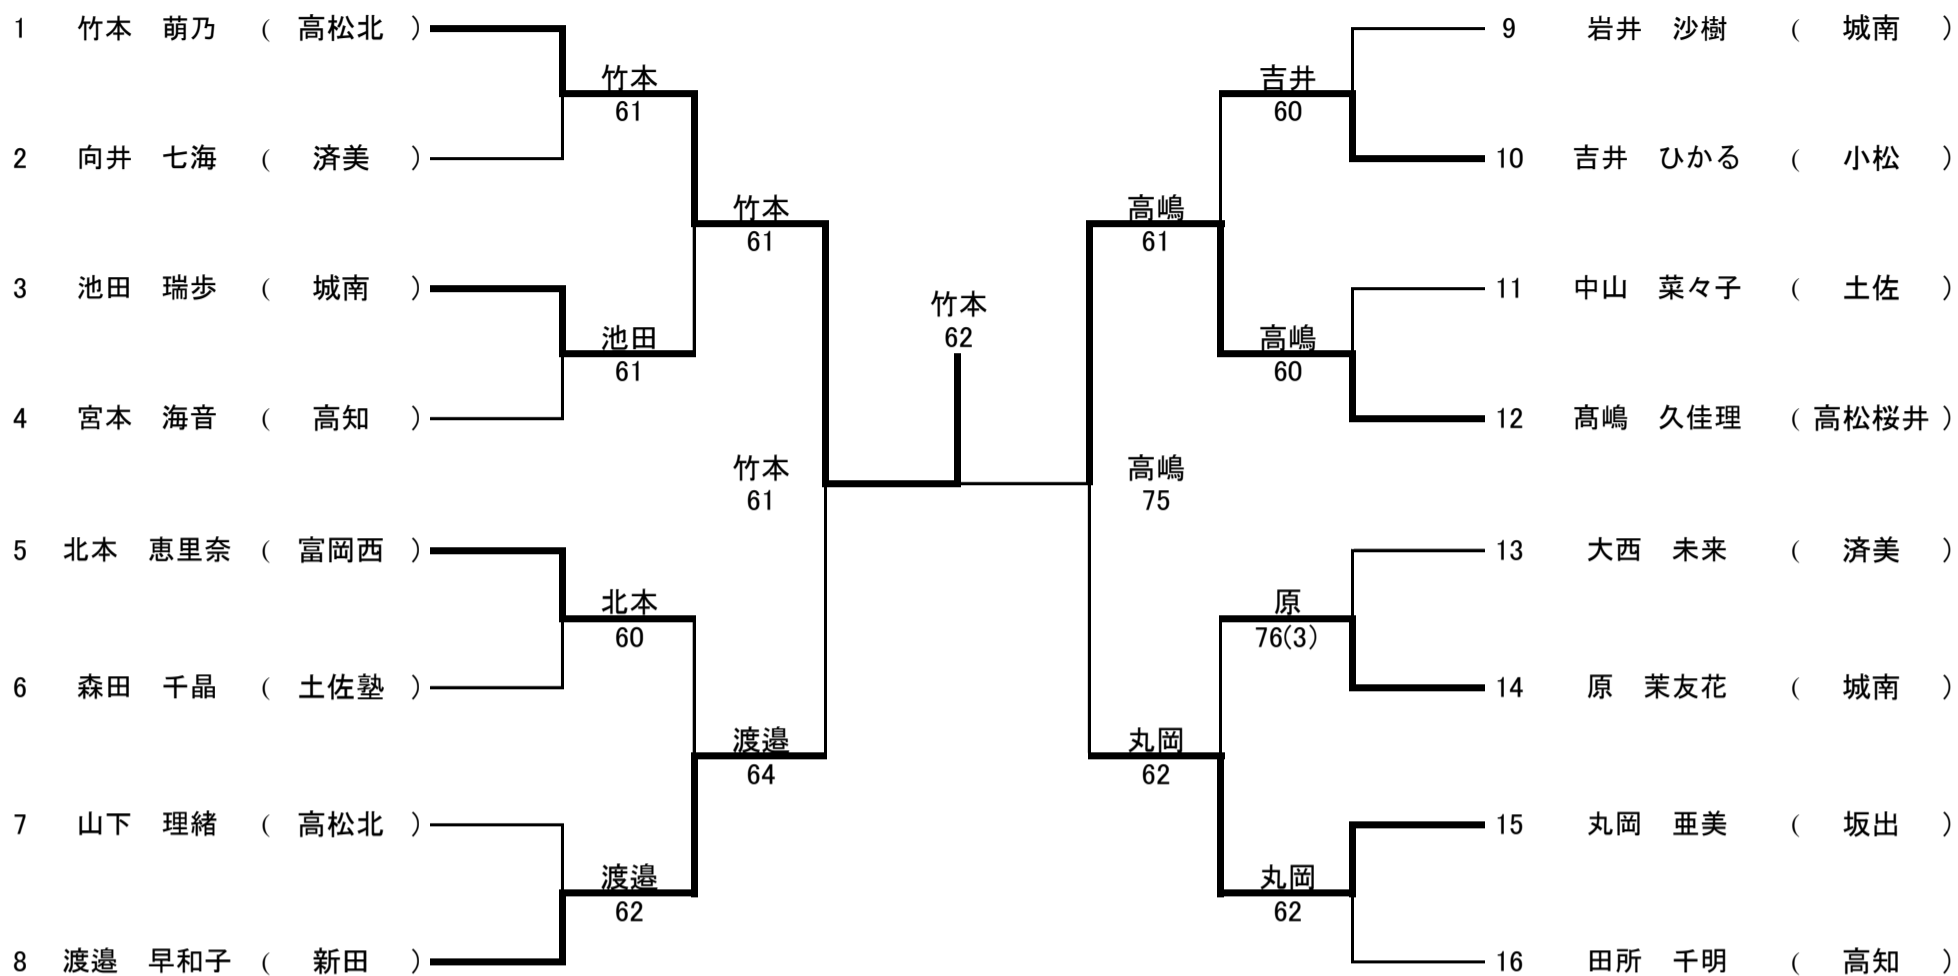 1 竹本 萌乃 ( 高松北 )
9 岩井 沙樹 ( 城南 )
竹本
61
吉井
60
2 向井 七海 ( 済美 )
10 吉井 ひかる ( 小松 )
竹本
61
高嶋
61
3 池田 瑞歩 ( 城南 )
11 中山 菜々子 ( 土佐 )
竹本
62
池田
61
高嶋
60
4 宮本 海音 ( 高知 )
12 髙嶋 久佳理 ( 高松桜井 )
竹本
61
高嶋
75
5 北本 恵里奈 ( 富岡西 )
13 大西 未来 ( 済美 )
北本
60
原
76(3)
6 森田 千晶 ( 土佐塾 )
14 原 茉友花 ( 城南 )
渡邉
64
丸岡
62
7 山下 理緒 ( 高松北 )
15 丸岡 亜美 ( 坂出 )
渡邉
62
丸岡
62
8 渡邉 早和子 ( 新田 )
16 田所 千明 ( 高知 )